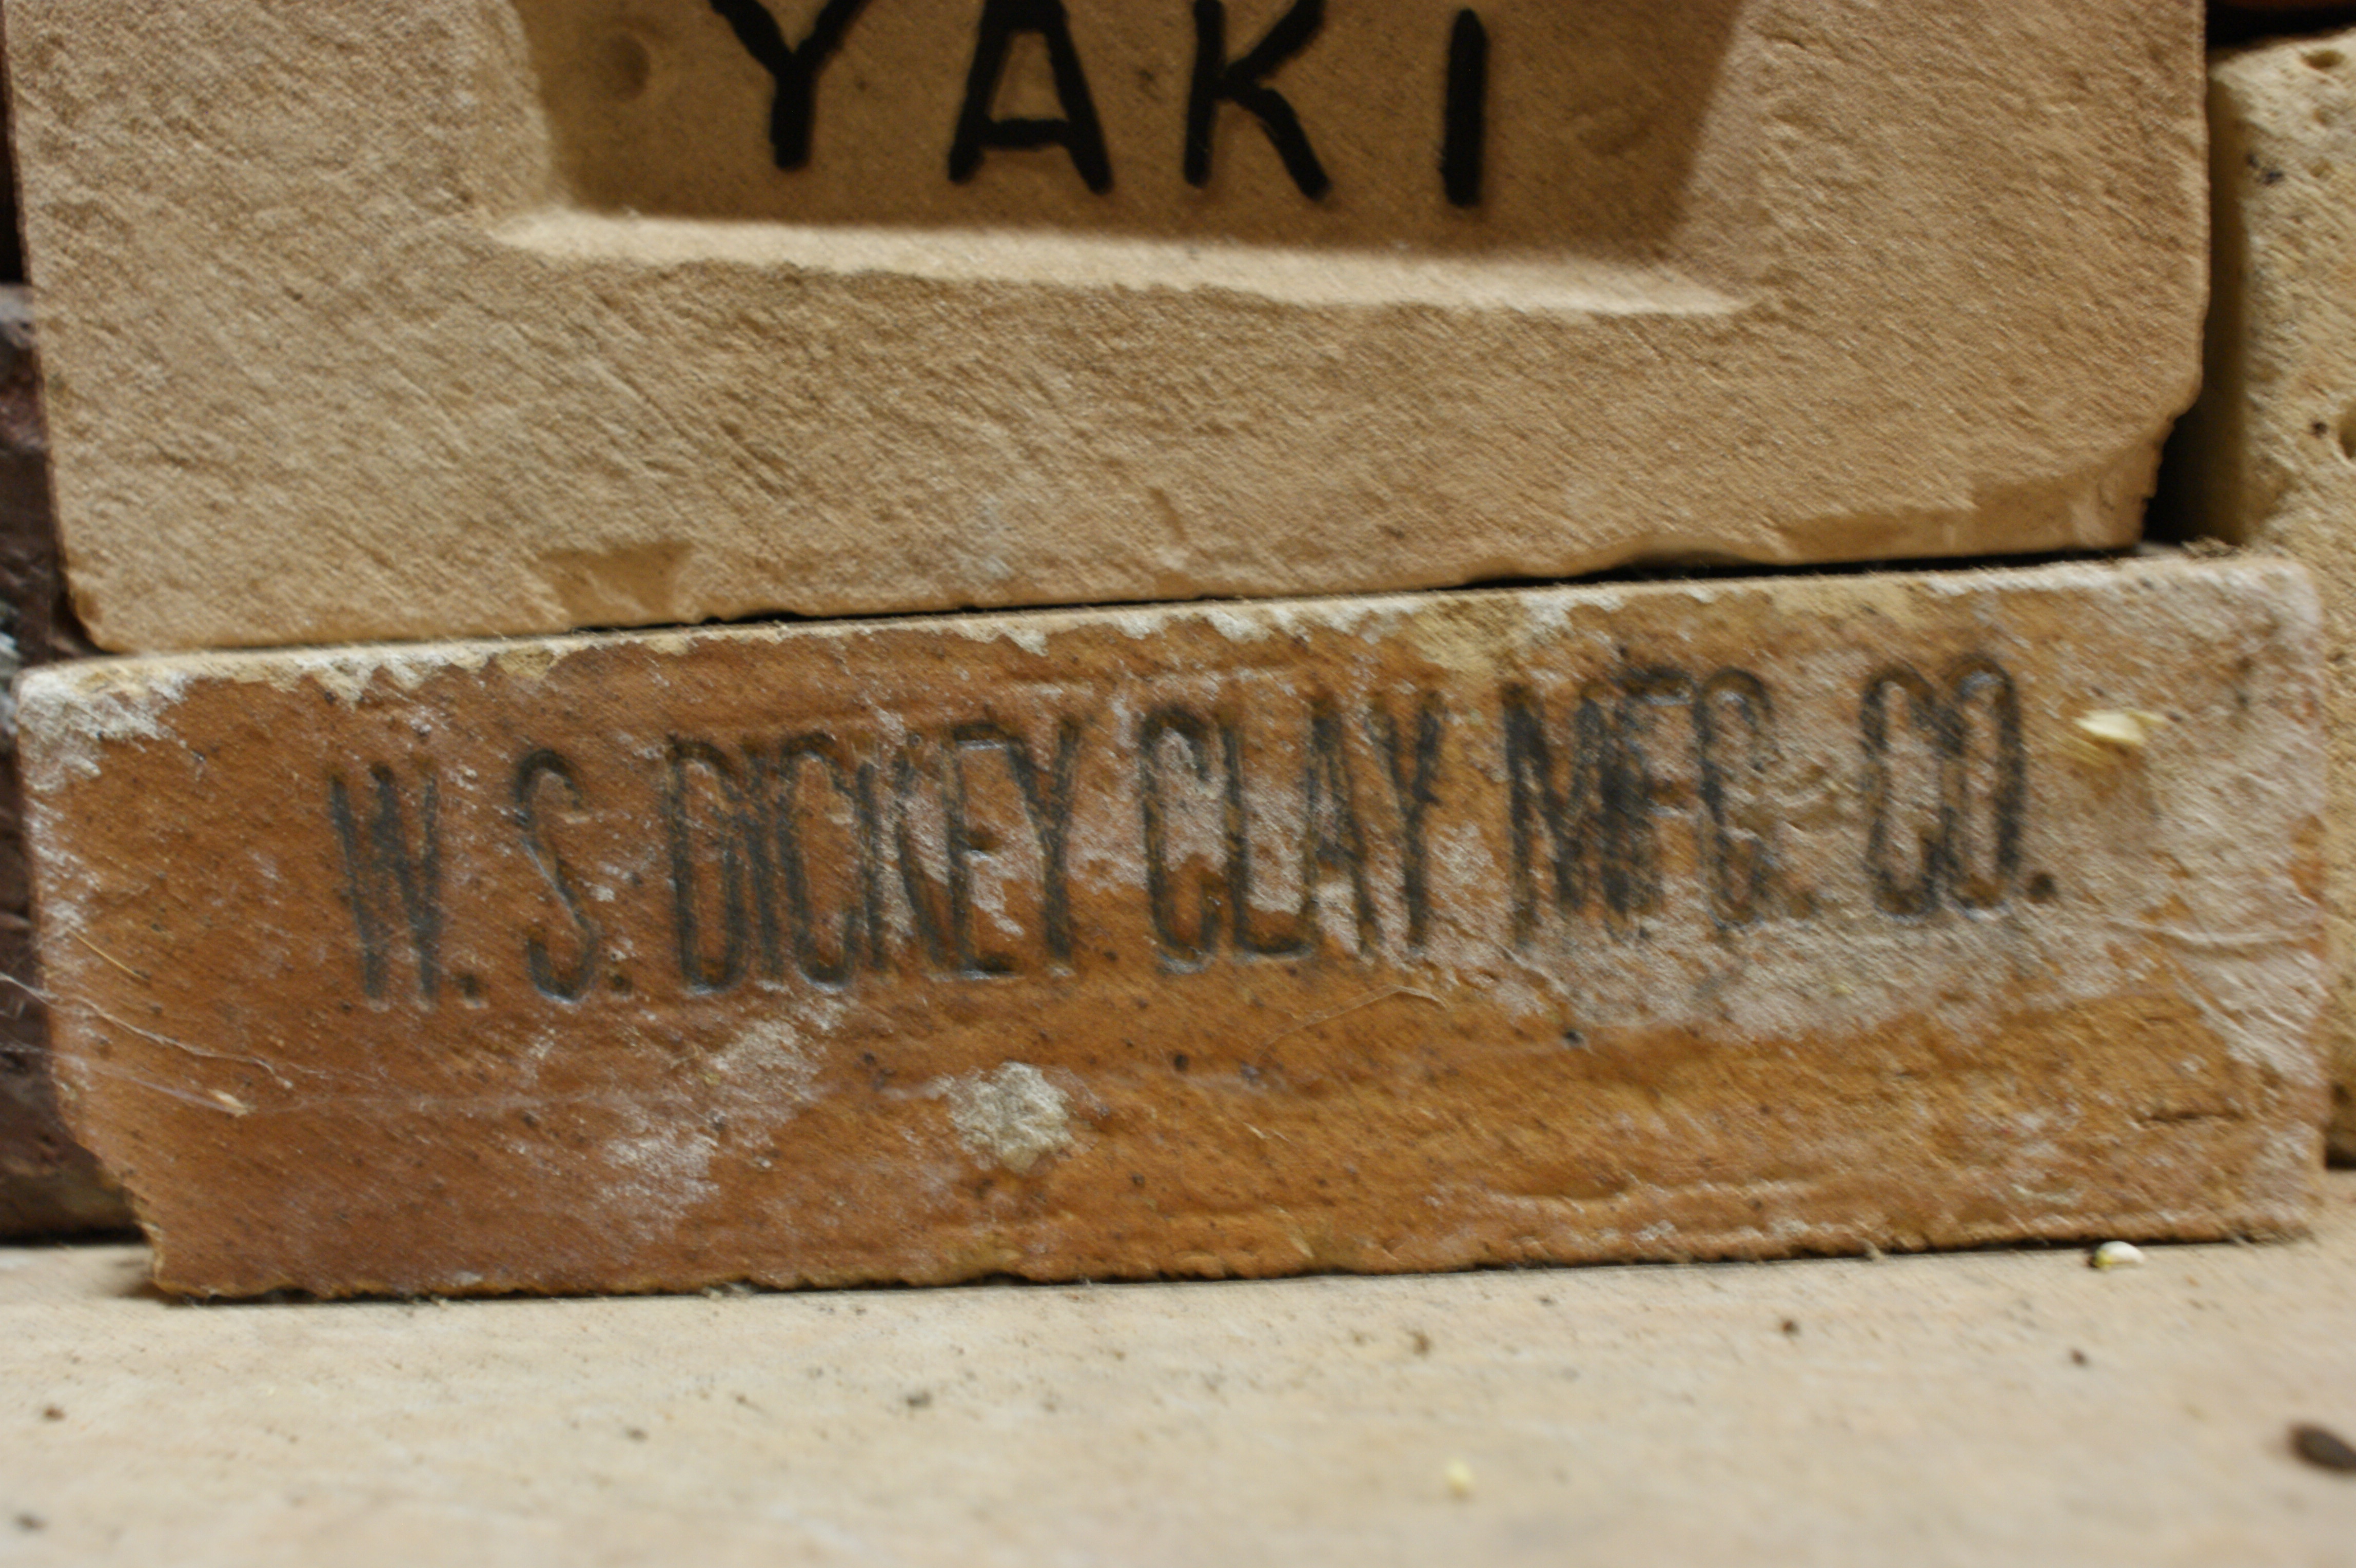 YAKI
W. S. DICKEY CLAY MFG. CO.